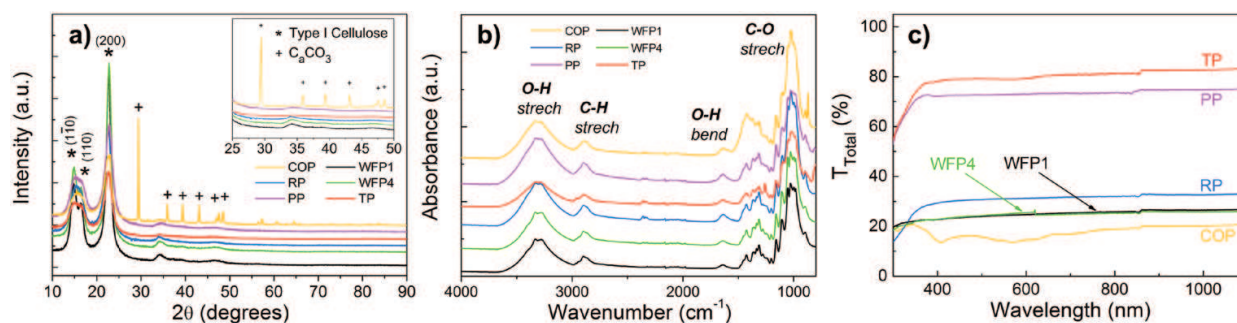 a)
(200)
* Type I Cellulose
+ CaCO3
25 30 35 40 45 50
(1-10)
(110)
COP WFP1
RP WFP4
PP TP
Intensity (a.u.)
10 20 30 40 50 60 70 80 90
2θ (degrees)
b)
COP WFP1
RP WFP4
PP TP
C-O
strech
O-H
strech
C-H
strech
O-H
bend
Absorbance (a.u.)
4000 3000 2000 1000
Wavenumber (cm-1)
c)
100
80
60
40
20
0
TTotal (%)
TP
PP
WFP4
WFP1
RP
COP
400 600 800 1000
Wavelength (nm)